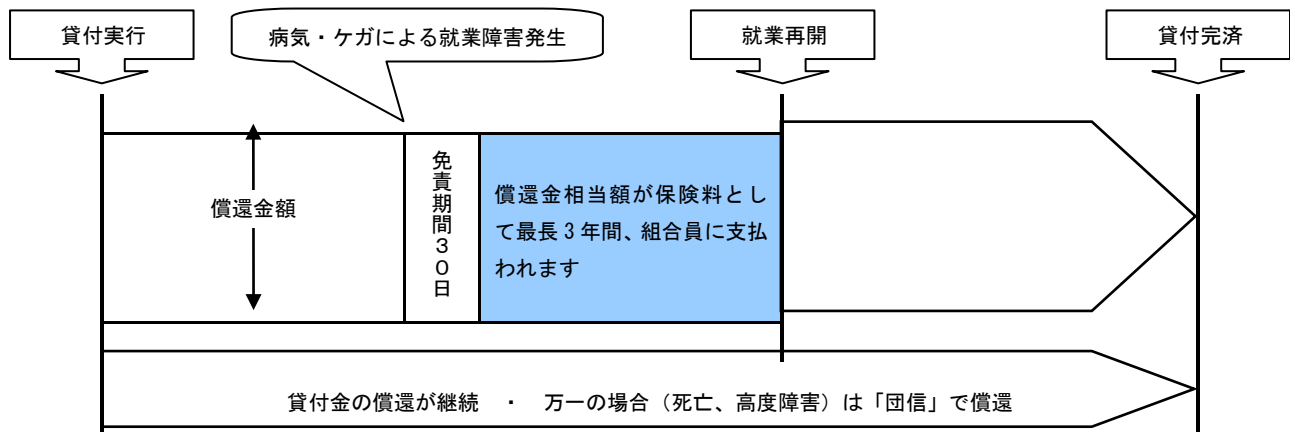 貸付実行
病気・ケガによる就業障害発生
就業再開
貸付完済
償還金額
免責期間30日
償還金相当額が保険料とし
て最長３年間、組合員に支払
われます
貸付金の償還が継続　・　万一の場合（死亡、高度障害）は「団信」で償還